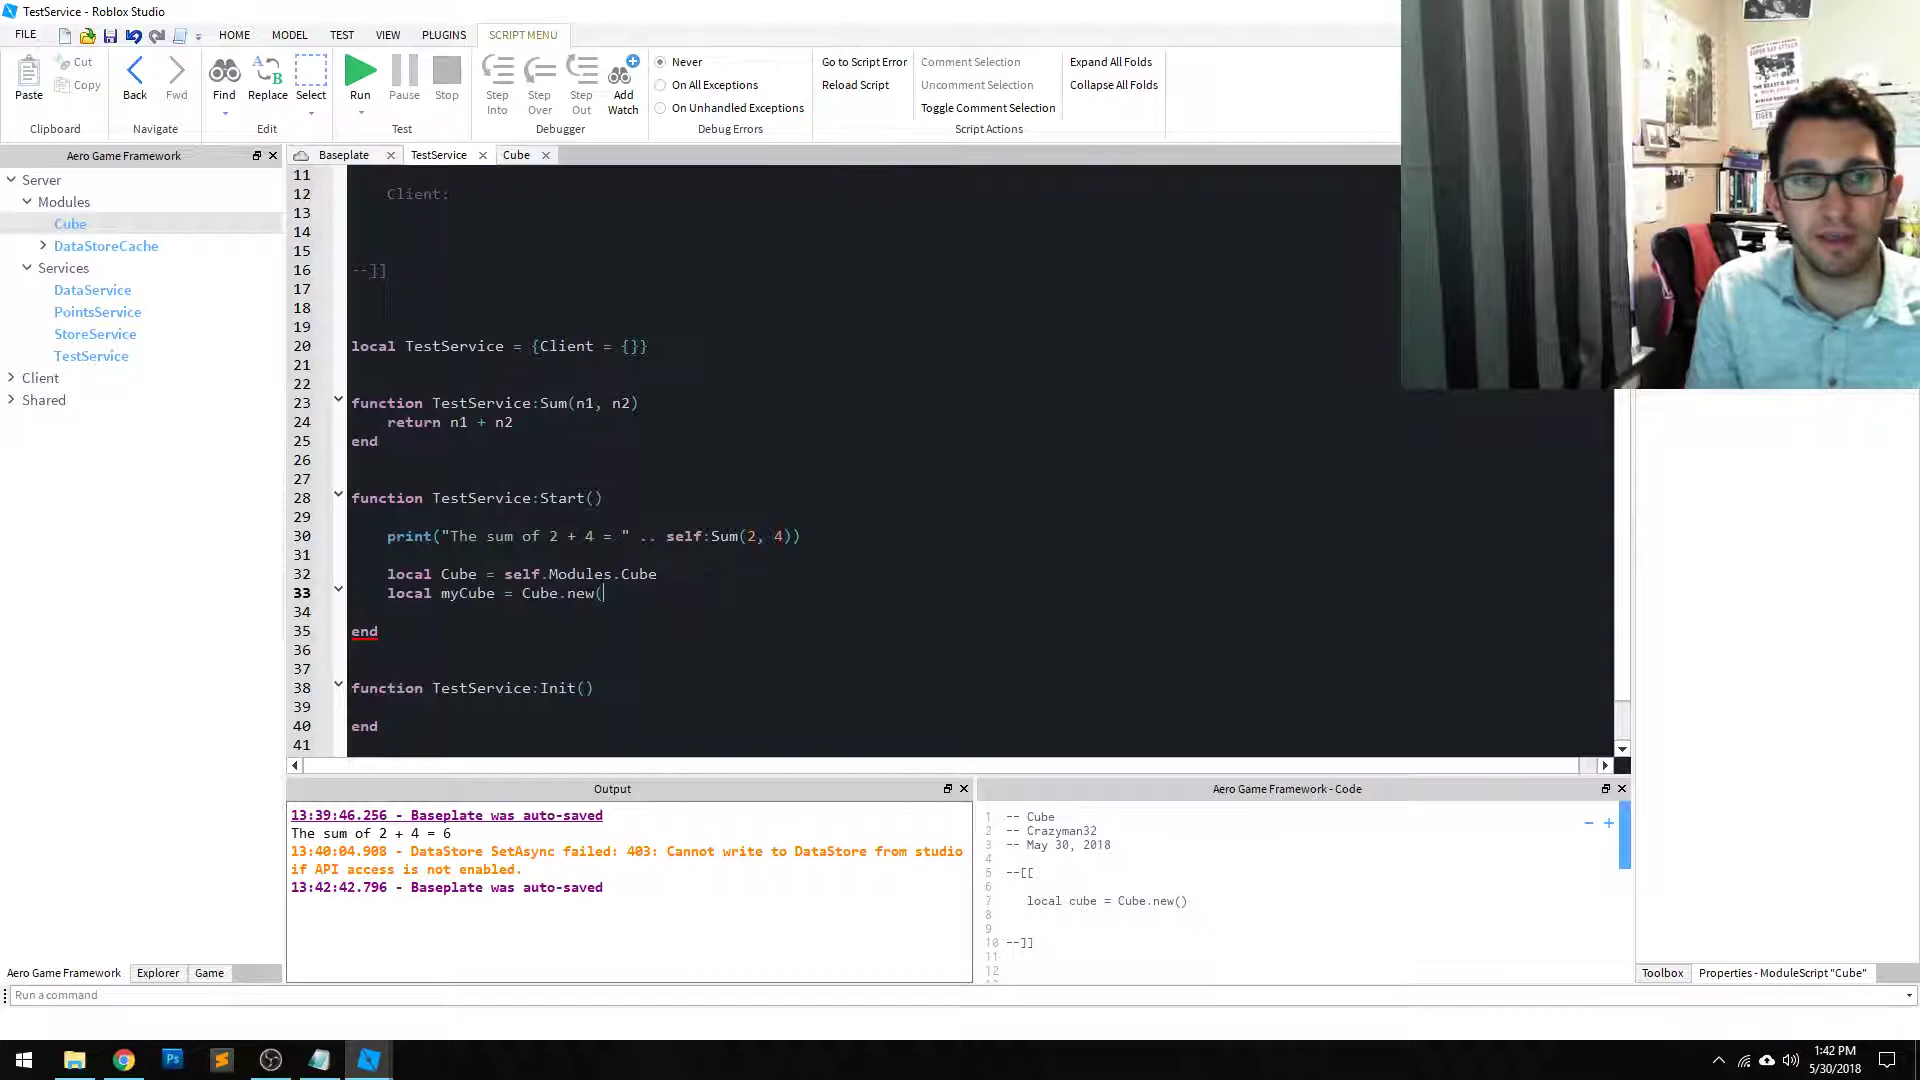 TestService - Roblox Studio
FILE HOME MODEL TEST VIEW PLUGINS SCRIPT MENU
Paste Cut Copy Back Fwd Find Replace Select Run Pause Stop Step Into Step Over Step Out Add Watch
Never
On All Exceptions
On Unhandled Exceptions
Go to Script Error
Reload Script
Comment Selection
Uncomment Selection
Toggle Comment Selection
Expand All Folds
Collapse All Folds
Clipboard Navigate Edit Test Debugger Debug Errors Script Actions
Aero Game Framework
Server
Modules
Cube
DataStoreCache
Services
DataService
PointsService
StoreService
TestService
Client
Shared
Baseplate TestService Cube
11
12 Client:
13
14
15
16 --]]
17
18
19
20 local TestService = {Client = {}}
21
22
23 function TestService:Sum(n1, n2)
24 return n1 + n2
25 end
26
27
28 function TestService:Start()
29
30 print("The sum of 2 + 4 = " .. self:Sum(2, 4))
31
32 local Cube = self.Modules.Cube
33 local myCube = Cube.new(
34
35 end
36
37
38 function TestService:Init()
39
40 end
41
Output
13:39:46.256 - Baseplate was auto-saved
The sum of 2 + 4 = 6
13:40:04.908 - DataStore SetAsync failed: 403: Cannot write to DataStore from studio
if API access is not enabled.
13:42:42.796 - Baseplate was auto-saved
Aero Game Framework - Code
1 -- Cube
2 -- Crazyman32
3 -- May 30, 2018
4
5 --[[
6
7 local cube = Cube.new()
8
9
10 --]]
11
12
Aero Game Framework Explorer Game
Toolbox Properties - ModuleScript "Cube"
Run a command
1:42 PM
5/30/2018